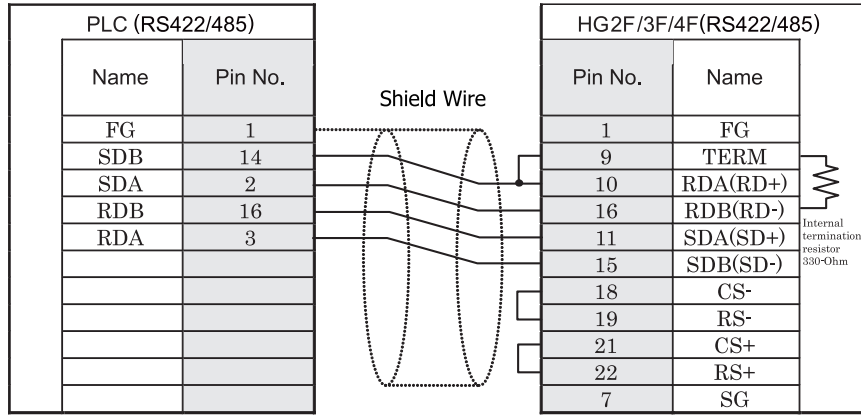 PLC (RS422/485)
HG2F/3F/4F(RS422/485)
Name Pin No. Shield Wire Pin No. Name
FG 1 1 FG
SDB 14 9 TERM
SDA 2 10 RDA(RD+)
RDB 16 16 RDB(RD-)
RDA 3 11 SDA(SD+)
15 SDB(SD-)
18 CS-
19 RS-
21 CS+
22 RS+
7 SG
Internal
termination
resistor
330-Ohm